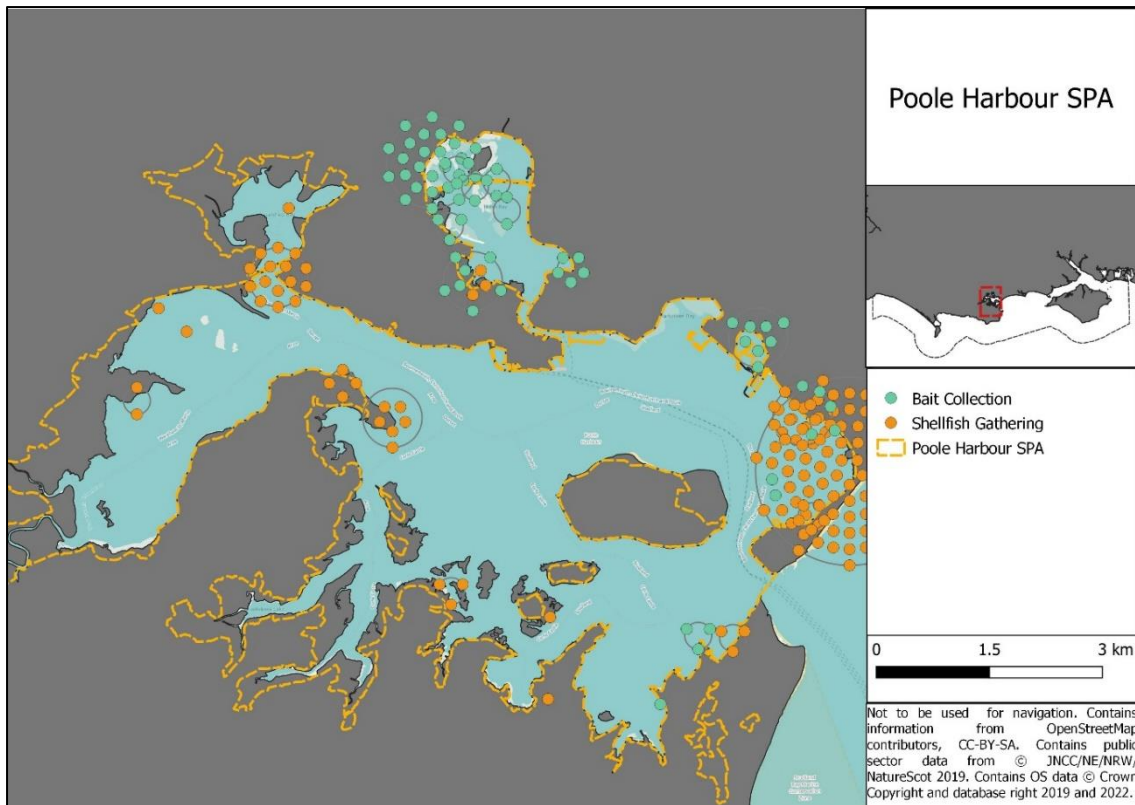 Poole Harbour SPA
Bait Collection
Shellfish Gathering
Poole Harbour SPA
0 1.5 3 km
Not to be used for navigation. Contains
information from OpenStreetMap
contributors, CC-BY-SA. Contains public
sector data from © JNCC/NE/NRW/
NatureScot 2019. Contains OS data © Crown
Copyright and database right 2019 and 2022.